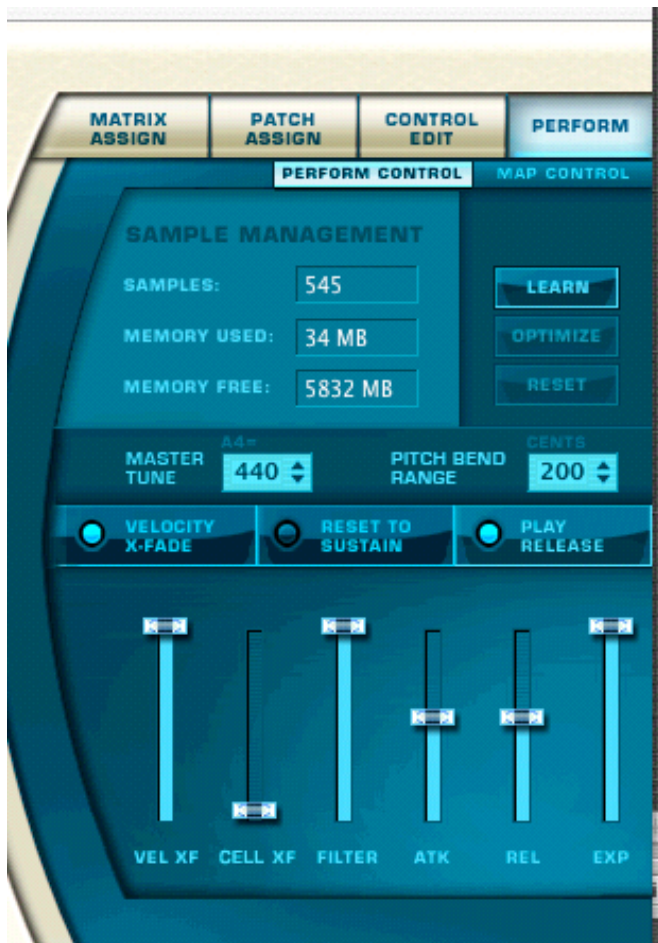 MATRIX ASSIGN
PATCH ASSIGN
CONTROL EDIT
PERFORM
PERFORM CONTROL
MAP CONTROL
SAMPLE MANAGEMENT
SAMPLES:
545
LEARN
MEMORY USED:
34 MB
OPTIMIZE
MEMORY FREE:
5832 MB
RESET
MASTER TUNE
A4=
440
PITCH BEND RANGE
CENTS
200
VELOCITY X-FADE
RESET TO SUSTAIN
PLAY RELEASE
VEL XF
CELL XF
FILTER
ATK
REL
EXP